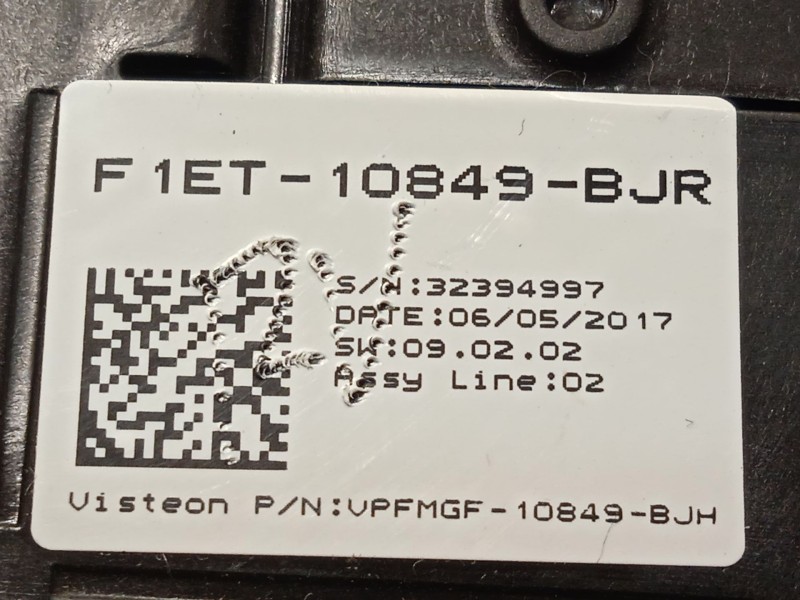 F1ET-10849-BJR
S/N:32394997
DATE:06/05/2017
SW:09.02.02
Assy Line:02
Visteon P/N:VPFMGF-10849-BJH